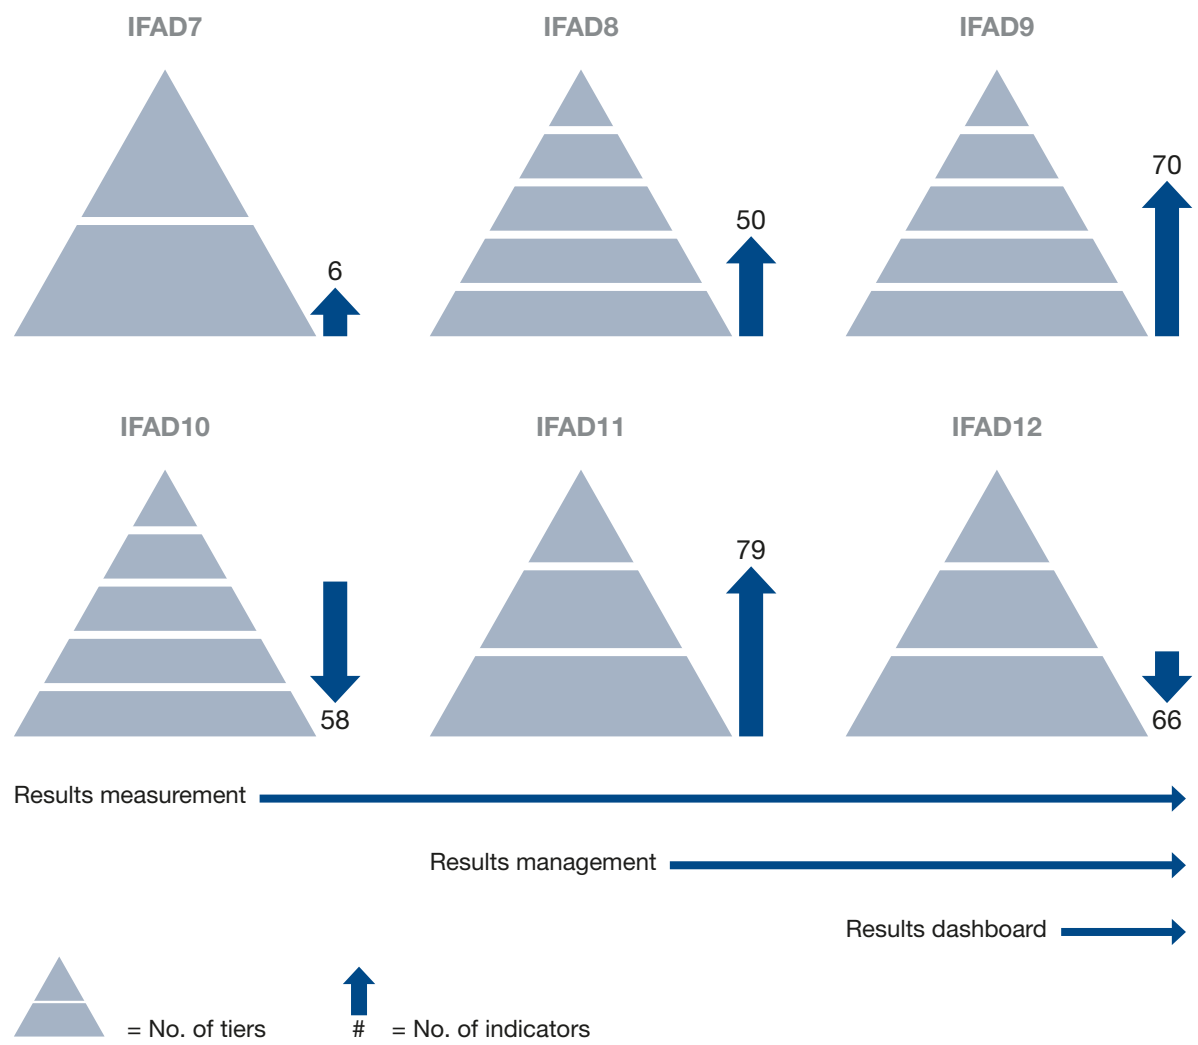 IFAD7
IFAD8
IFAD9
6
50
70
IFAD10
IFAD11
IFAD12
58
79
66
Results measurement
Results management
Results dashboard
= No. of tiers
# = No. of indicators